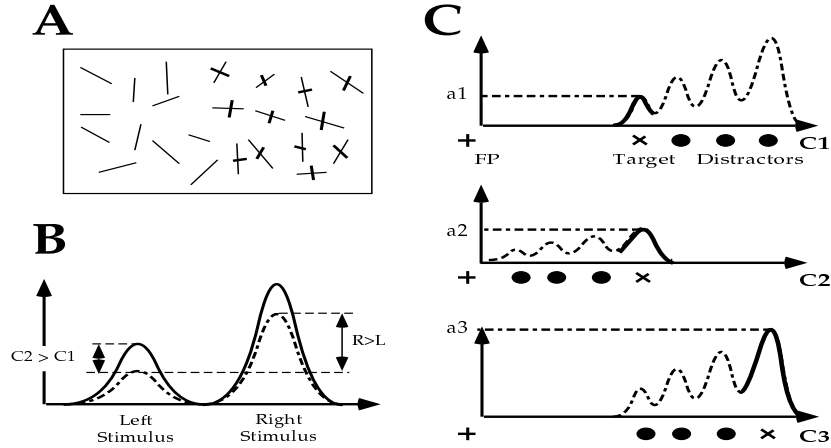 A
B
C2 > C1
R>L
Left
Stimulus
Right
Stimulus
C
a1
C1
FP
Target
Distractors
a2
C2
a3
C3